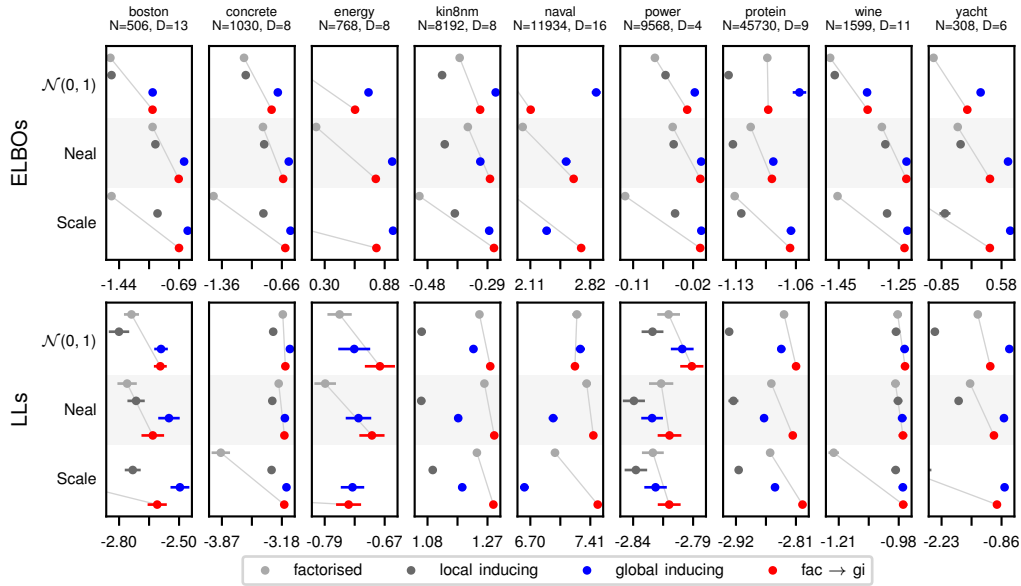 boston concrete energy kin8nm naval power protein wine yacht
N=506, D=13 N=1030, D=8 N=768, D=8 N=8192, D=8 N=11934, D=16 N=9568, D=4 N=45730, D=9 N=1599, D=11 N=308, D=6
ELBOs
𝒩(0, 1)
Neal
Scale
-1.44 -0.69 -1.36 -0.66 0.30 0.88 -0.48 -0.29 2.11 2.82 -0.11 -0.02 -1.13 -1.06 -1.45 -1.25 -0.85 0.58
LLs
𝒩(0, 1)
Neal
Scale
-2.80 -2.50 -3.87 -3.18 -0.79 -0.67 1.08 1.27 6.70 7.41 -2.84 -2.79 -2.92 -2.81 -1.21 -0.98 -2.23 -0.86
factorised local inducing global inducing fac → gi